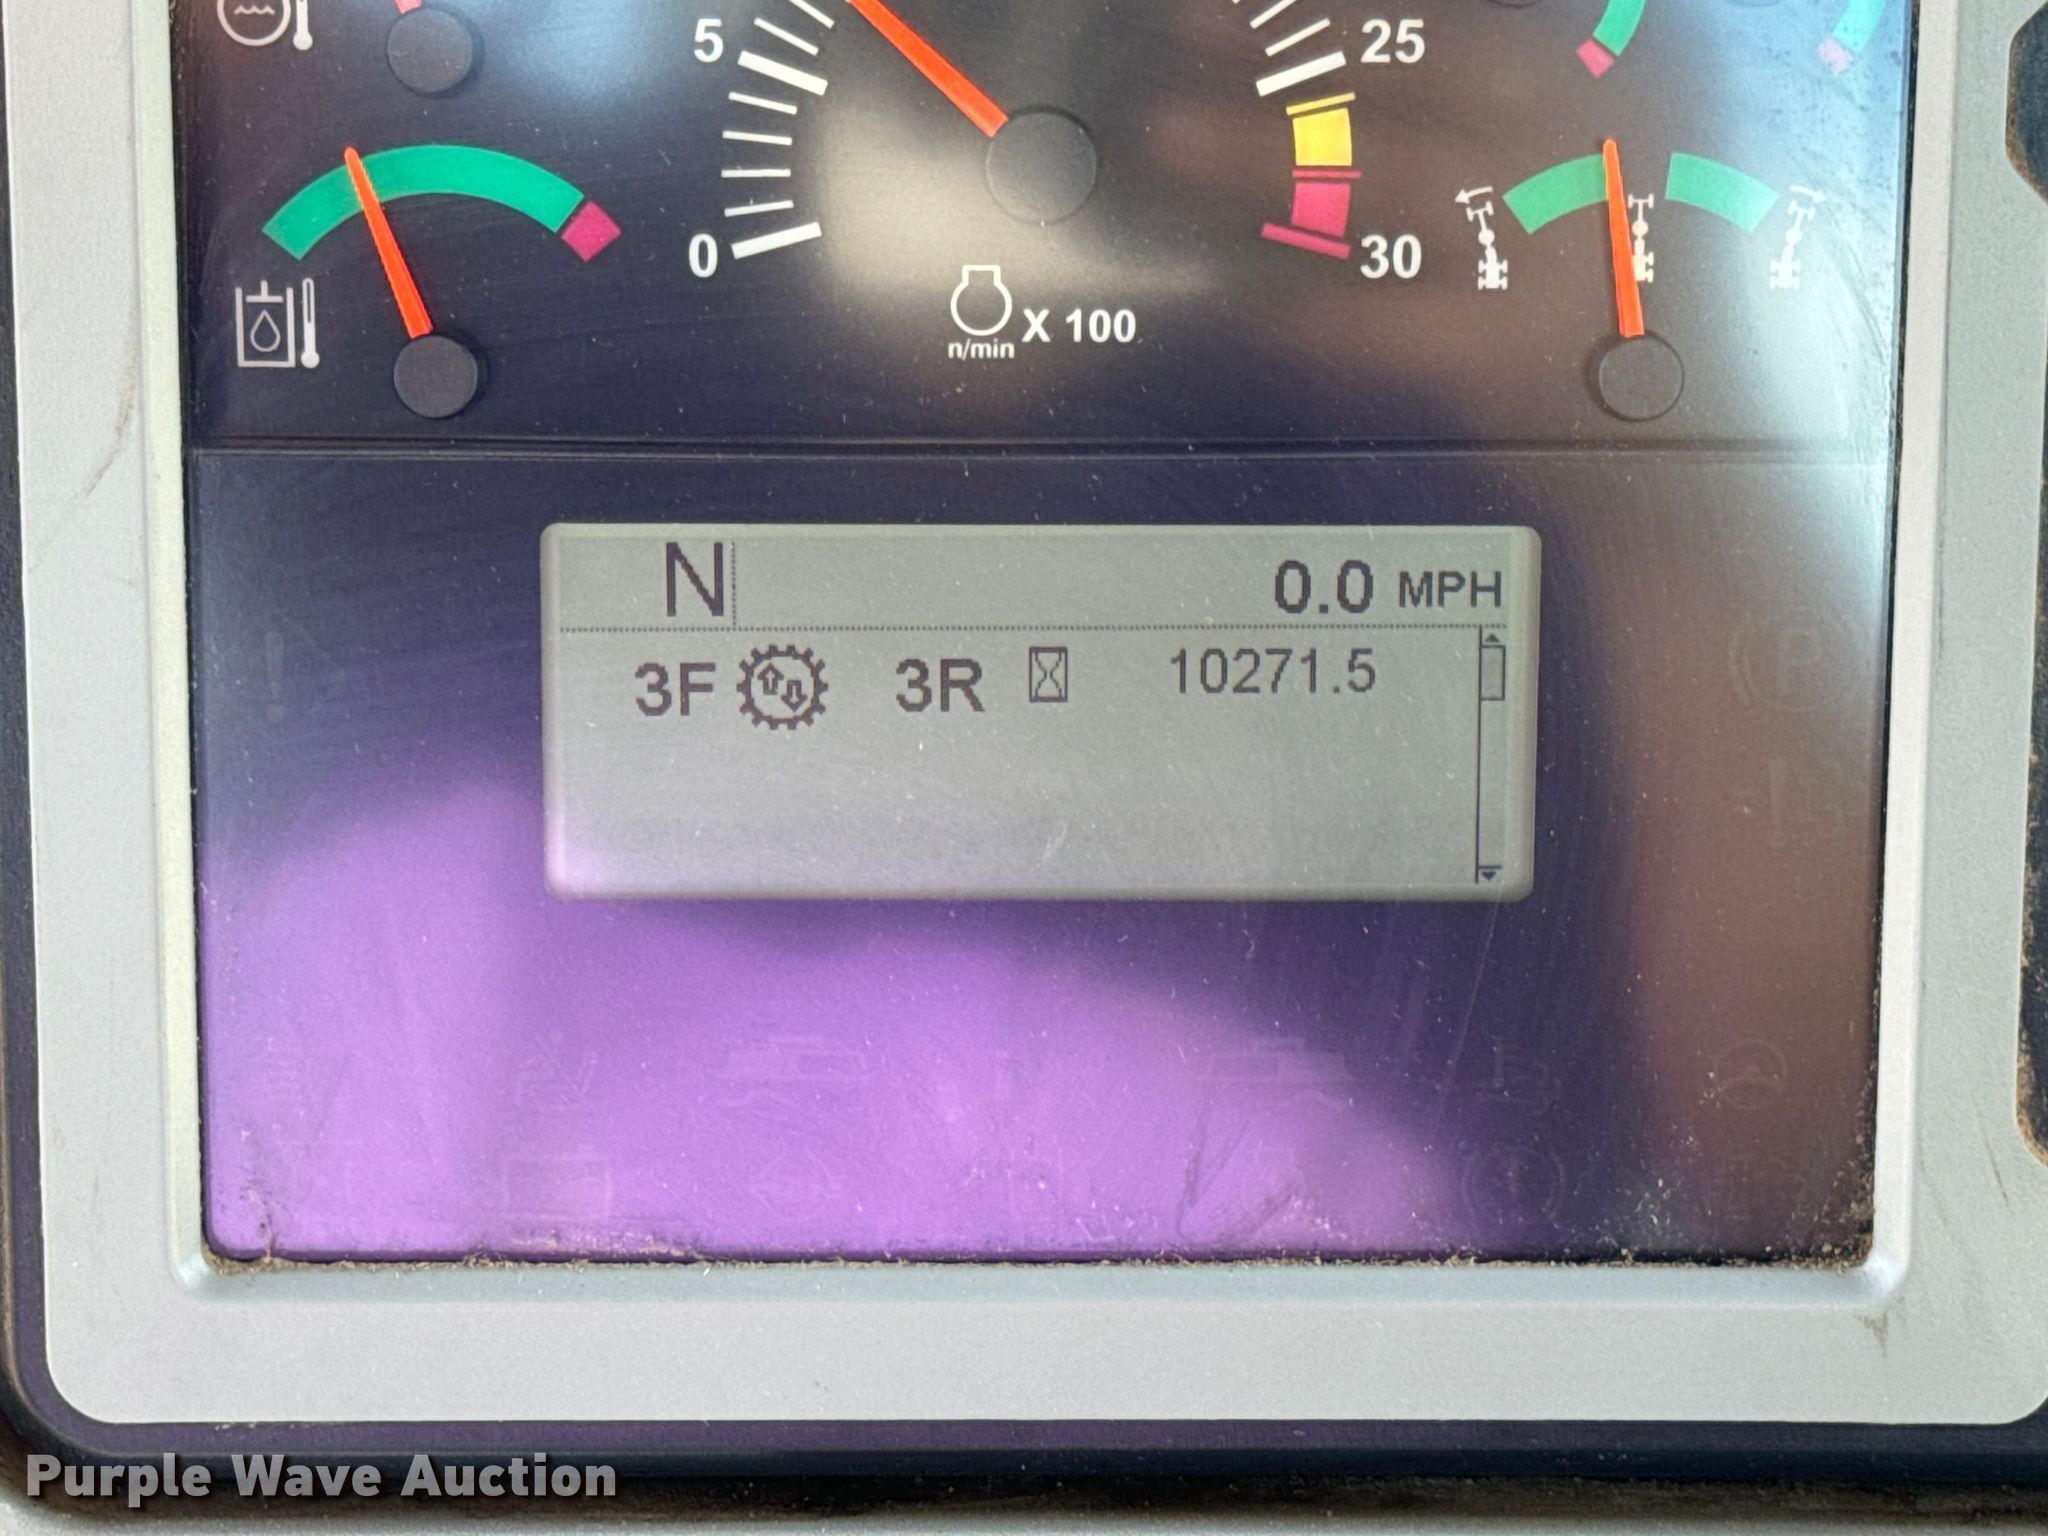 5 25
0 30
X 100
n/min
N 0.0 MPH
3F 3R 10271.5
Purple Wave Auction